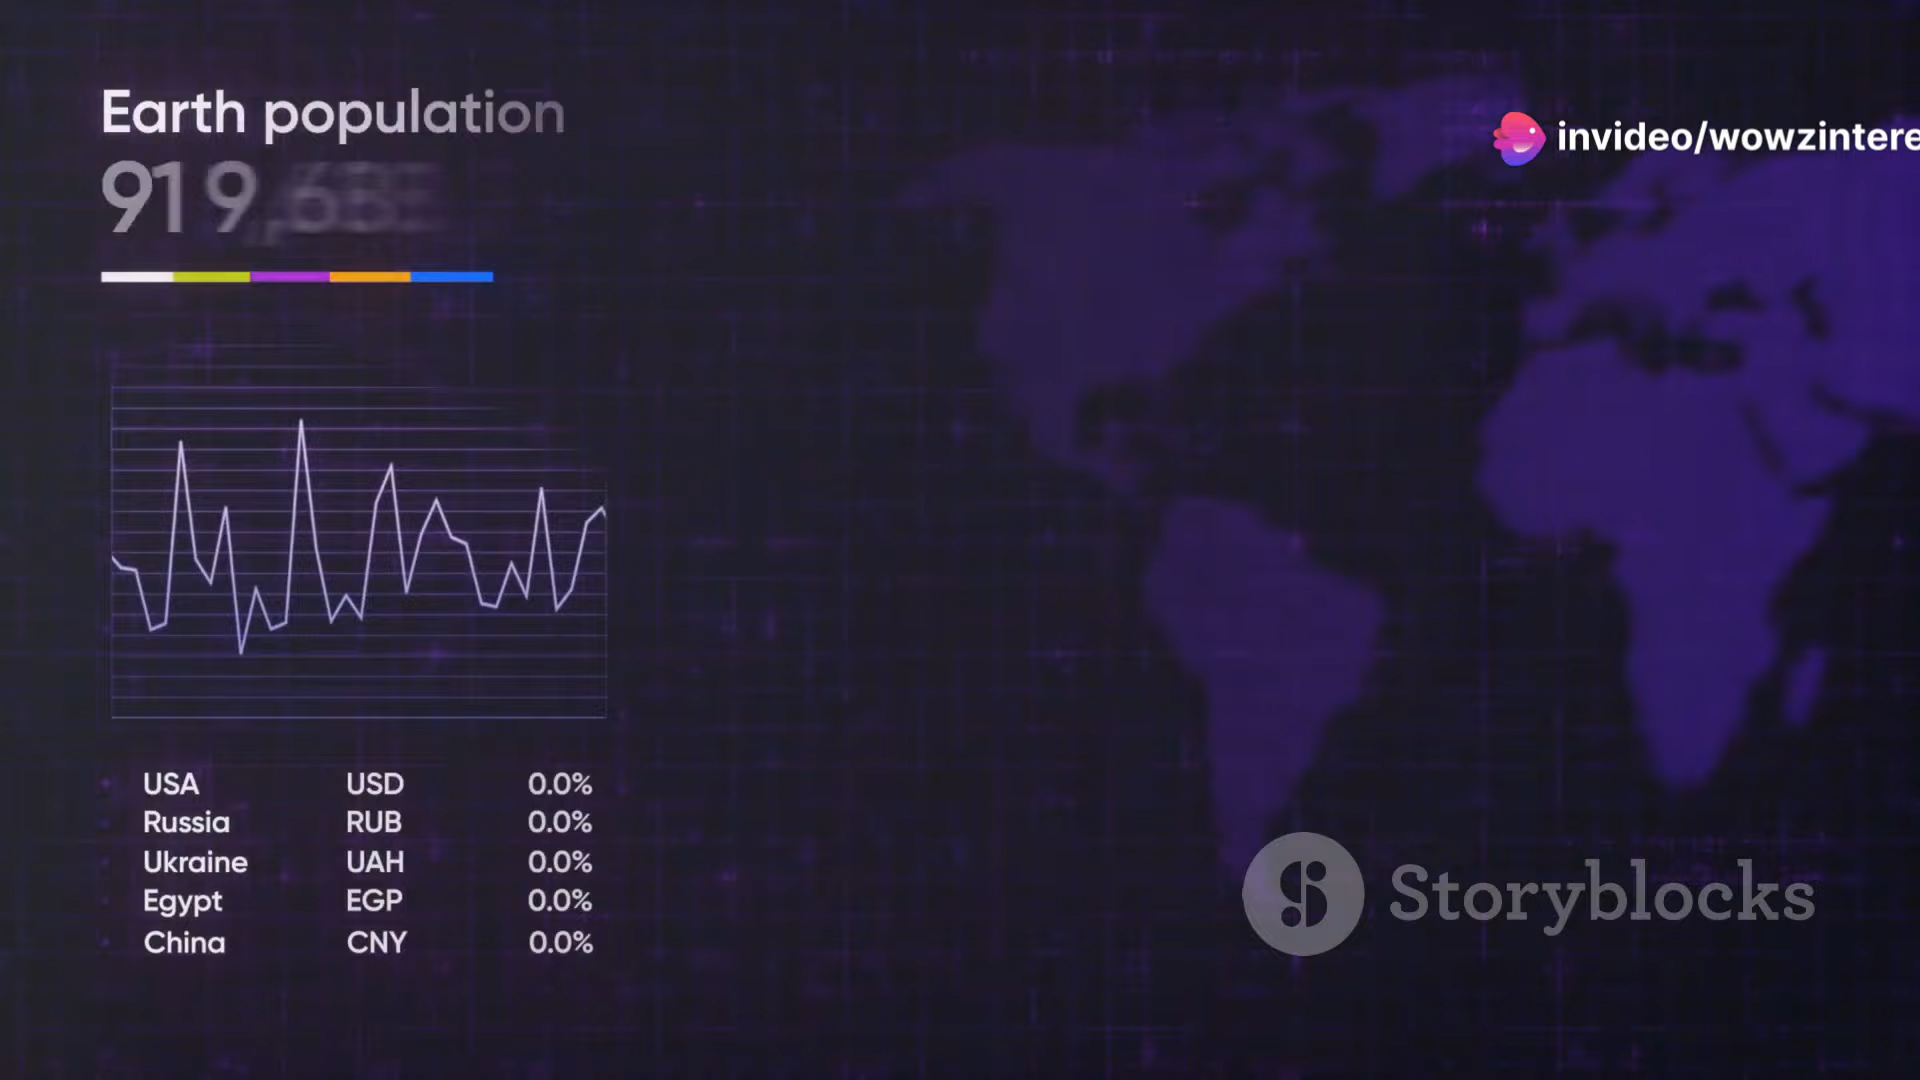 Earth population
919,
invideo/wowzintere
USA USD 0.0%
Russia RUB 0.0%
Ukraine UAH 0.0%
Egypt EGP 0.0%
China CNY 0.0%
Storyblocks